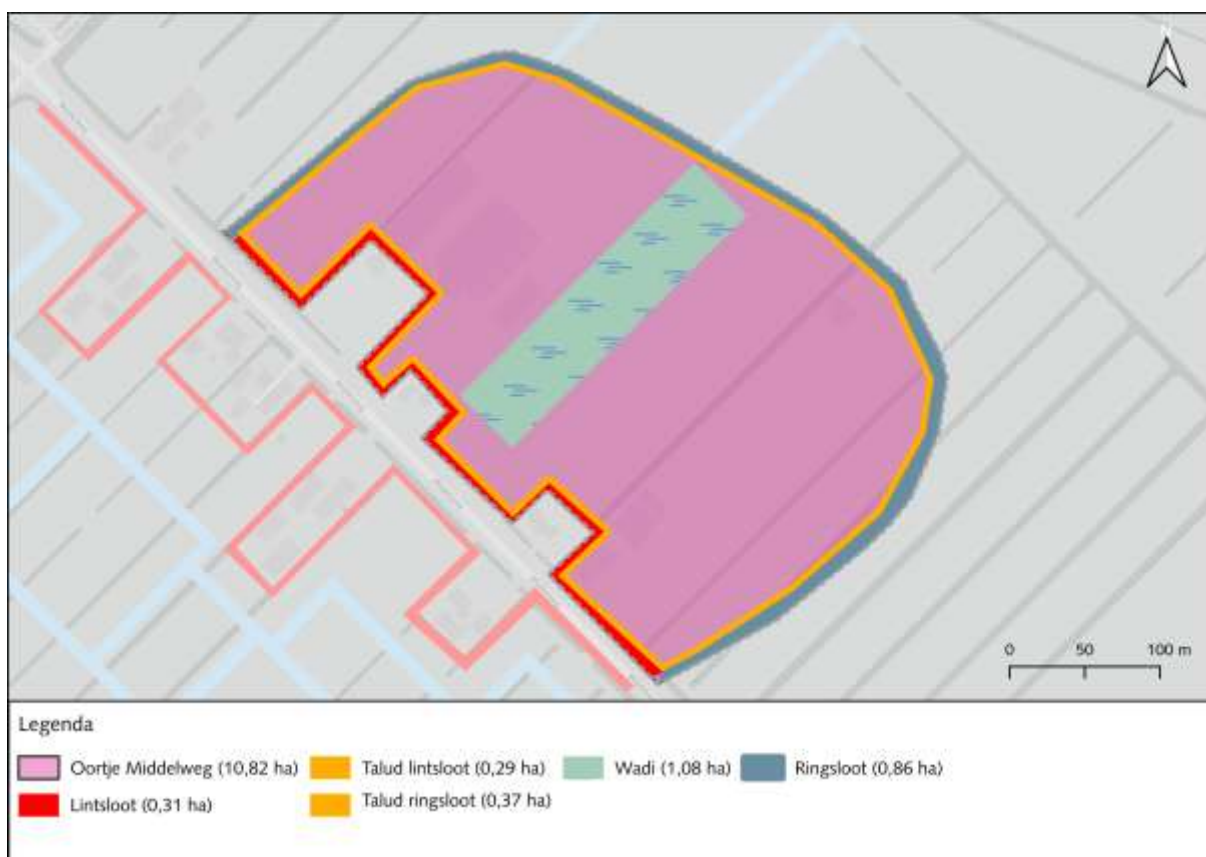 0 50 100 m
Legenda
Oortje Middelweg (10,82 ha) Talud lintsloot (0,29 ha) Wadi (1,08 ha) Ringsloot (0,86 ha)
Lintsloot (0,31 ha) Talud ringsloot (0,37 ha)